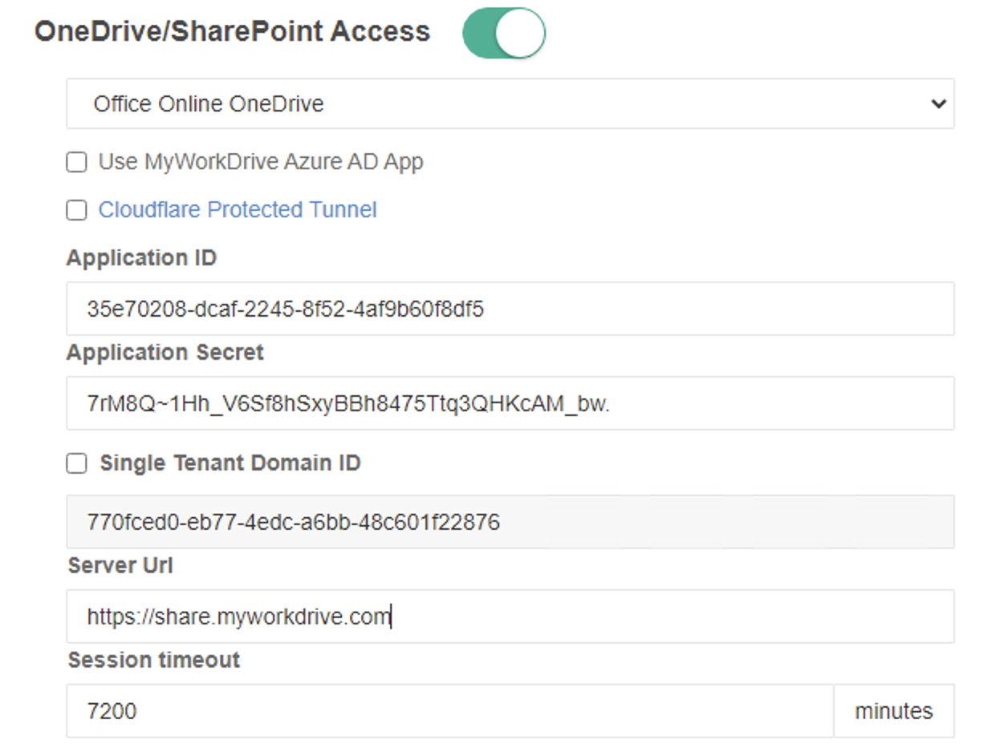 OneDrive/SharePoint Access
Office Online OneDrive
Use MyWorkDrive Azure AD App
Cloudflare Protected Tunnel
Application ID
35e70208-dcaf-2245-8f52-4af9b60f8df5
Application Secret
7rM8Q~1Hh_V6Sf8hSxyBBh8475Ttq3QHKcAM_bw.
Single Tenant Domain ID
770fced0-eb77-4edc-a6bb-48c601f22876
Server Url
https://share.myworkdrive.com
Session timeout
7200 minutes